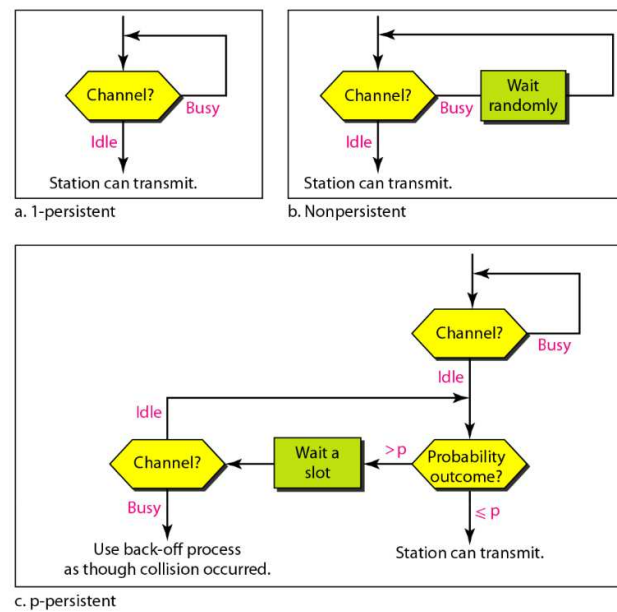 Channel?
Busy
Idle
Station can transmit.
a. 1-persistent
Channel?
Busy
Wait
randomly
Idle
Station can transmit.
b. Nonpersistent
Channel?
Busy
Idle
Idle
Channel?
Wait a
slot
>p
Probability
outcome?
Busy
⩽ p
Use back-off process
as though collision occurred.
Station can transmit.
c. p-persistent